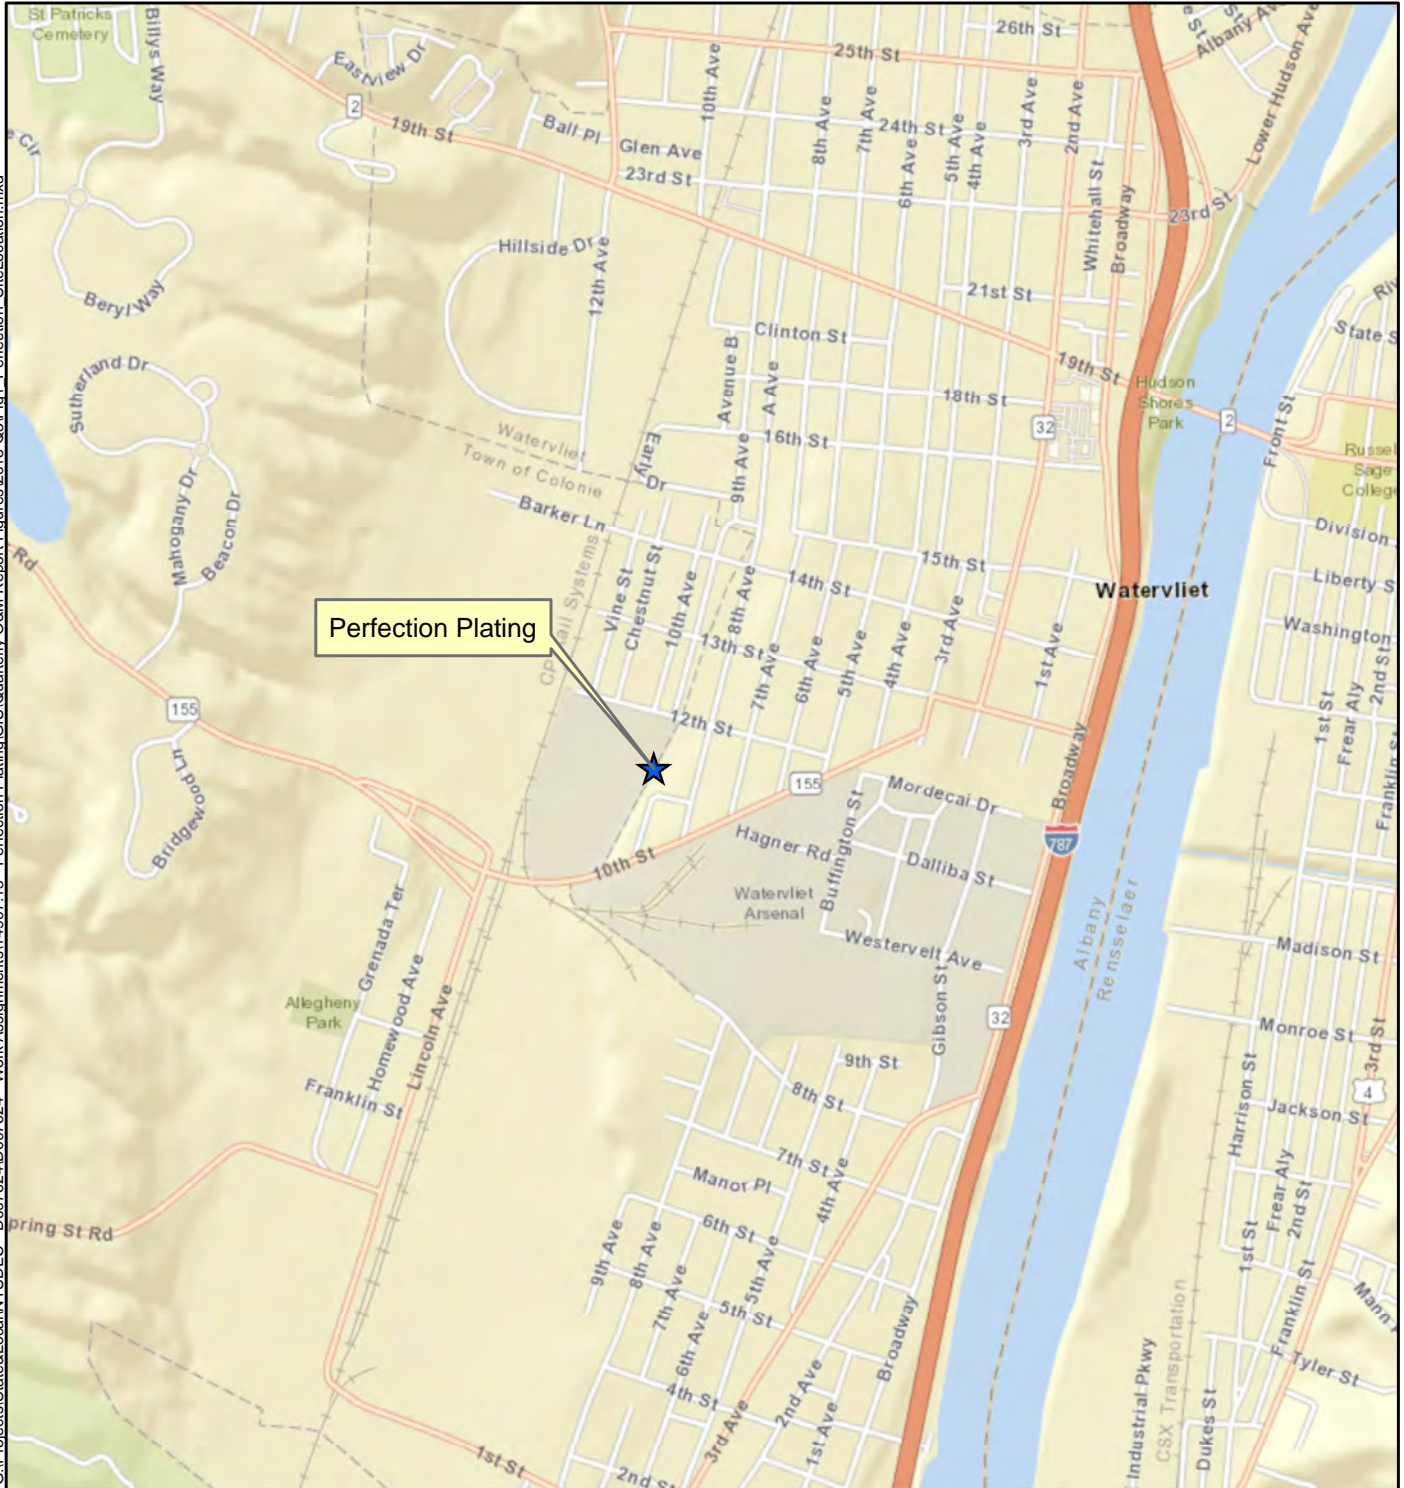 St Patricks
Cemetery
Billys Way
Eastview Dr
2
19th St
Ball Pl
Glen Ave
23rd St
10th Ave
25th St
26th St
8th Ave
7th Ave
24th St
6th Ave
5th Ave
4th Ave
3rd Ave
2nd Ave
Whitehall St
Broadway
23rd St
Albany Av
Lower Hudson Ave
Hillside Dr
12th Ave
Beryl Way
Sutherland Dr
Mahogany Dr
Beacon Dr
21st St
Clinton St
Avenue B
A Ave
19th St
18th St
32
Hudson
Shores
Park
2
Front St
State S
Russel
Sage
College
Division
Liberty S
Washington
Watervliet
Town of Colonie
Early Dr
9th Ave
16th St
Barker Ln
15th St
14th St
Watervliet
Rd
155
Bridgewood Ln
Vine St
Chestnut St
10th Ave
8th Ave
13th St
7th Ave
6th Ave
5th Ave
4th Ave
3rd Ave
1st Ave
Perfection Plating
12th St
155
10th St
Mordecai Dr
Hagner Rd
Buffington St
Dalliba St
Watervliet
Arsenal
Westervelt Ave
Gibson St
Broadway
787
32
Albany
Rensselaer
1st St
Frear Aly
2nd St
Franklin St
Madison St
Monroe St
3rd St
4
Harrison St
Jackson St
Frear Aly
2nd St
1st St
Franklin St
Tyler St
Dukes St
CSX Transportation
Industrial Pkwy
Grenada Ter
Homewood Ave
Allegheny
Park
Lincoln Ave
Franklin St
pring St Rd
9th St
8th St
7th St
4th Ave
Manor Pl
6th St
9th Ave
8th Ave
7th Ave
5th Ave
5th St
6th Ave
4th St
3rd Ave
2nd Ave
1st Ave
Broadway
1st St
2nd St